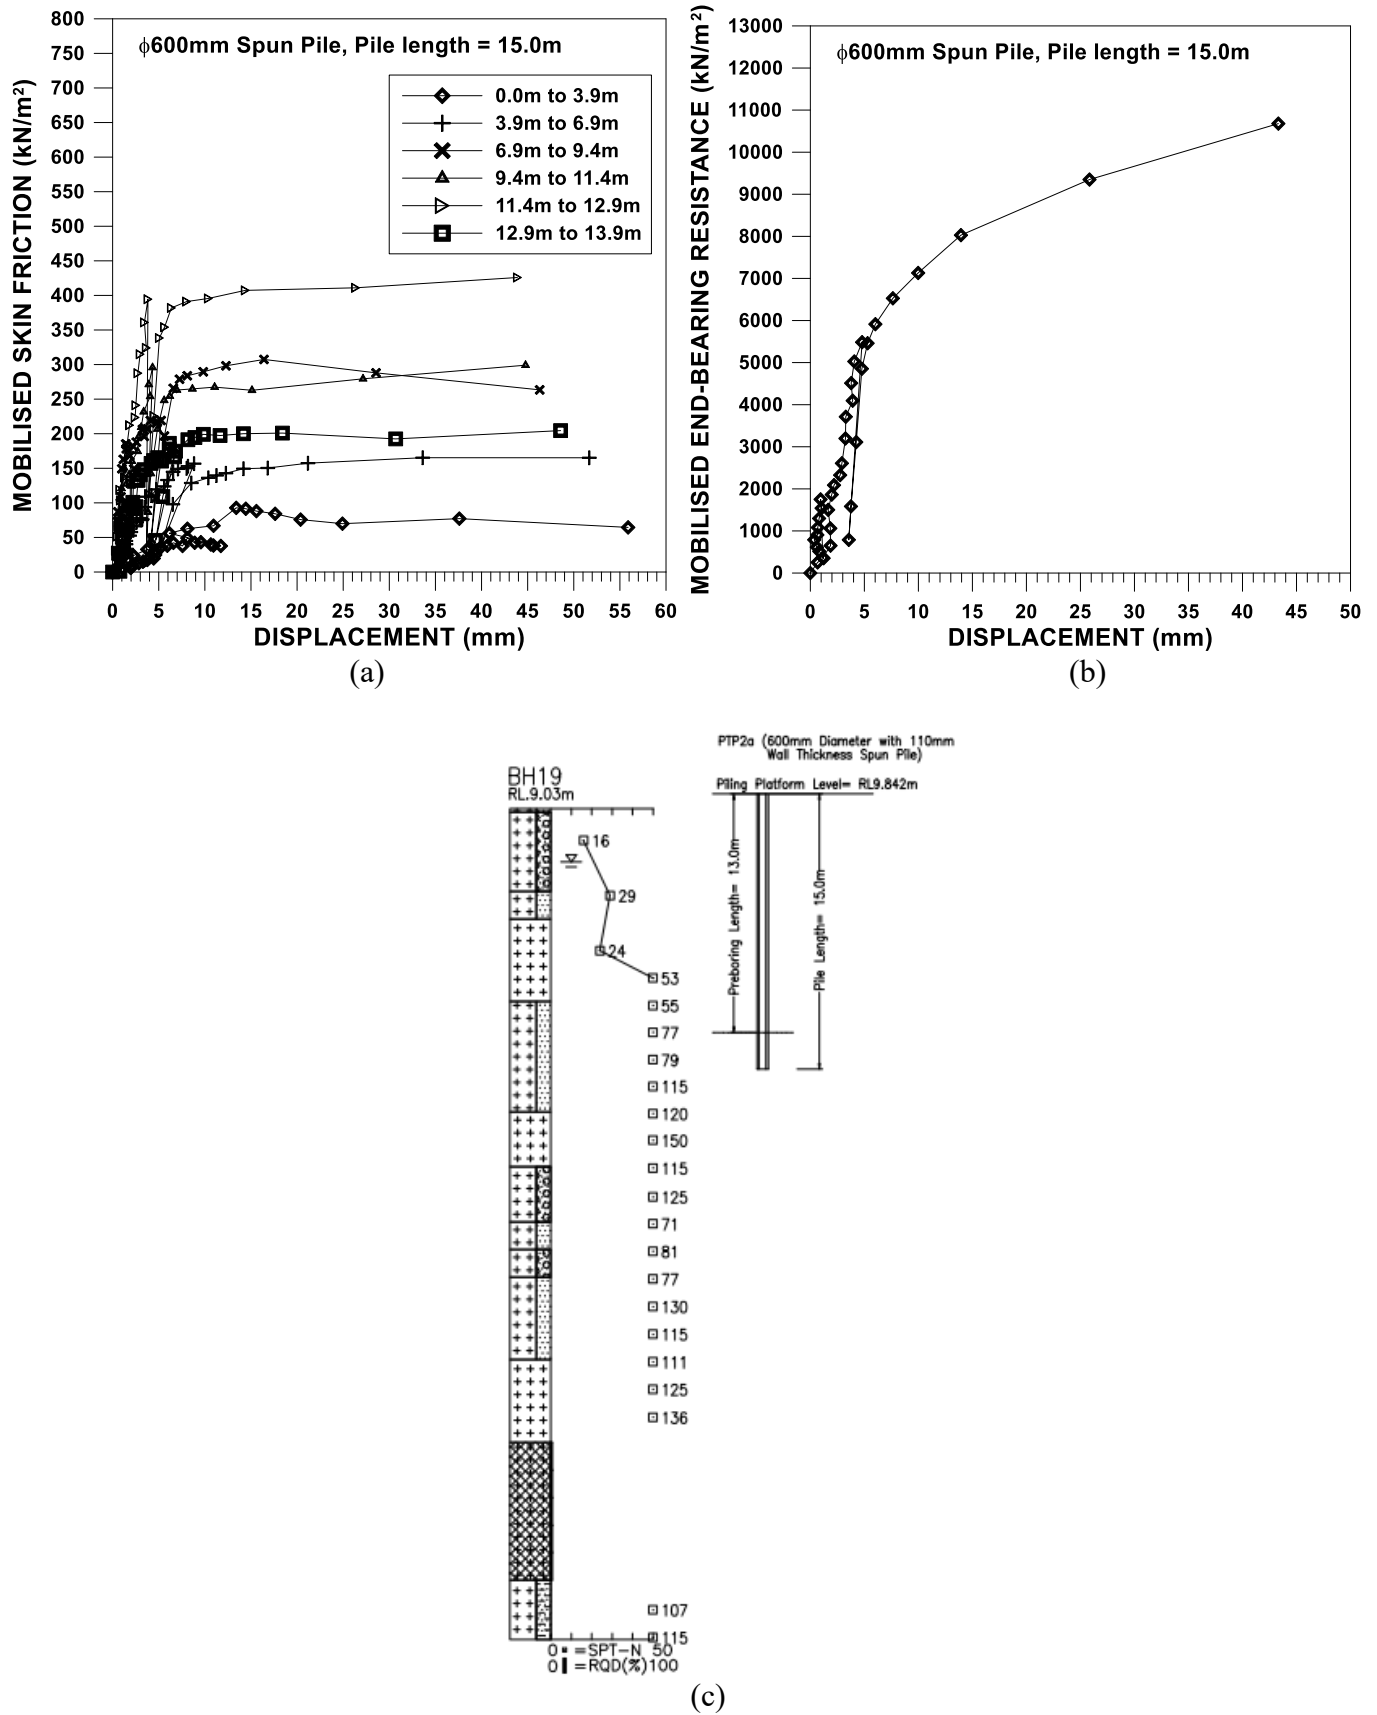 ϕ600mm Spun Pile, Pile length = 15.0m
0.0m to 3.9m
3.9m to 6.9m
6.9m to 9.4m
9.4m to 11.4m
11.4m to 12.9m
12.9m to 13.9m
MOBILISED SKIN FRICTION (kN/m²)
800
750
700
650
600
550
500
450
400
350
300
250
200
150
100
50
0
0 5 10 15 20 25 30 35 40 45 50 55 60
DISPLACEMENT (mm)
(a)
ϕ600mm Spun Pile, Pile length = 15.0m
MOBILISED END-BEARING RESISTANCE (kN/m²)
13000
12000
11000
10000
9000
8000
7000
6000
5000
4000
3000
2000
1000
0
0 5 10 15 20 25 30 35 40 45 50
DISPLACEMENT (mm)
(b)
PTP2a (600mm Diameter with 110mm
Wall Thickness Spun Pile)
Piling Platform Level= RL9.842m
Preboring Length= 13.0m
Pile Length= 15.0m
BH19
RL.9.03m
16
29
24
53
55
77
79
115
120
150
115
125
71
81
77
130
115
111
125
136
107
115
0 =SPT-N 50
0 =RQD(%)100
(c)